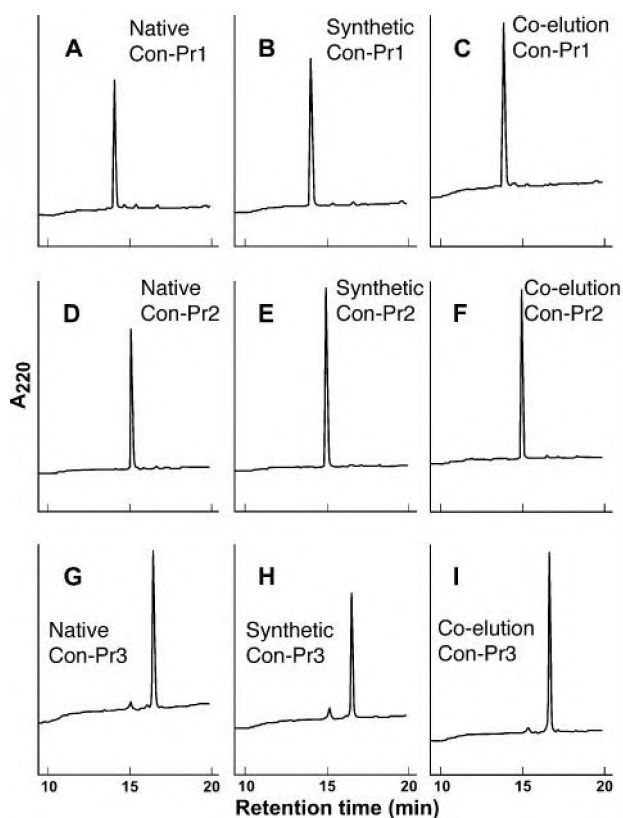 A
Native
Con-Pr1
B
Synthetic
Con-Pr1
C
Co-elution
Con-Pr1
D
Native
Con-Pr2
E
Synthetic
Con-Pr2
F
Co-elution
Con-Pr2
A220
G
Native
Con-Pr3
H
Synthetic
Con-Pr3
I
Co-elution
Con-Pr3
10 15 20 10 15 20 10 15 20
Retention time (min)